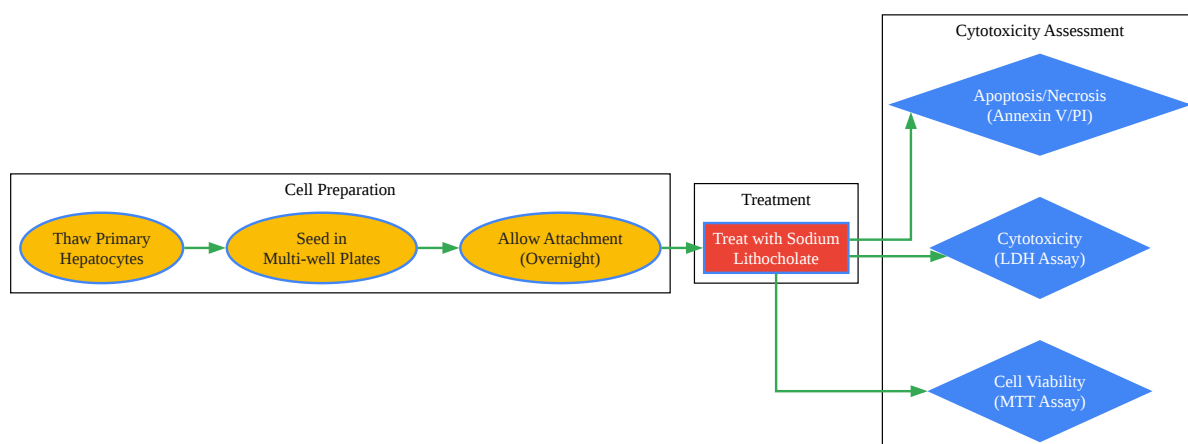 Cell Preparation
Thaw Primary
Hepatocytes
Seed in
Multi-well Plates
Allow Attachment
(Overnight)
Treatment
Treat with Sodium
Lithocholate
Cytotoxicity Assessment
Apoptosis/Necrosis
(Annexin V/PI)
Cytotoxicity
(LDH Assay)
Cell Viability
(MTT Assay)